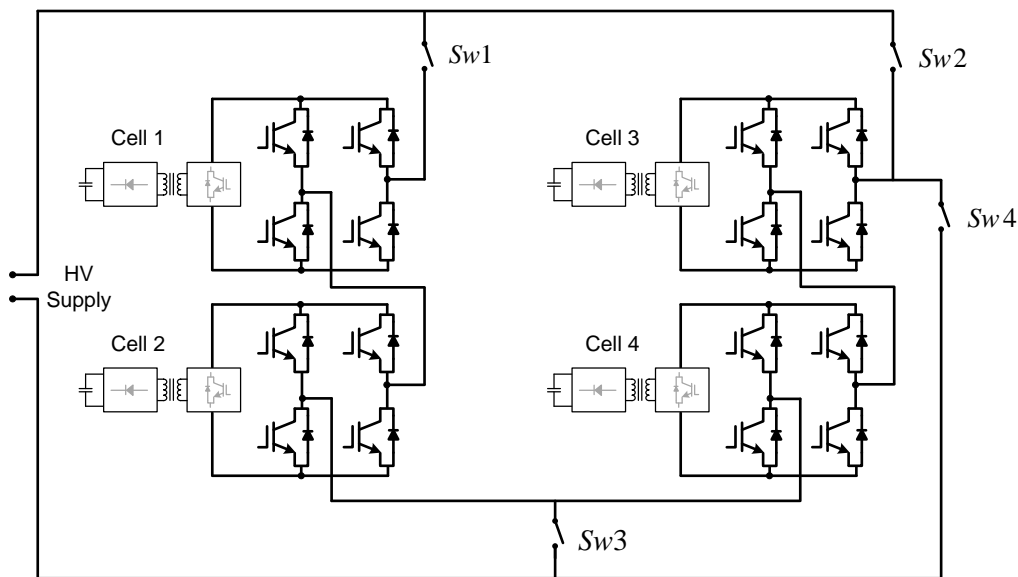 Sw1
Sw2
Cell 1
Cell 3
Sw4
HV
Supply
Cell 2
Cell 4
Sw3